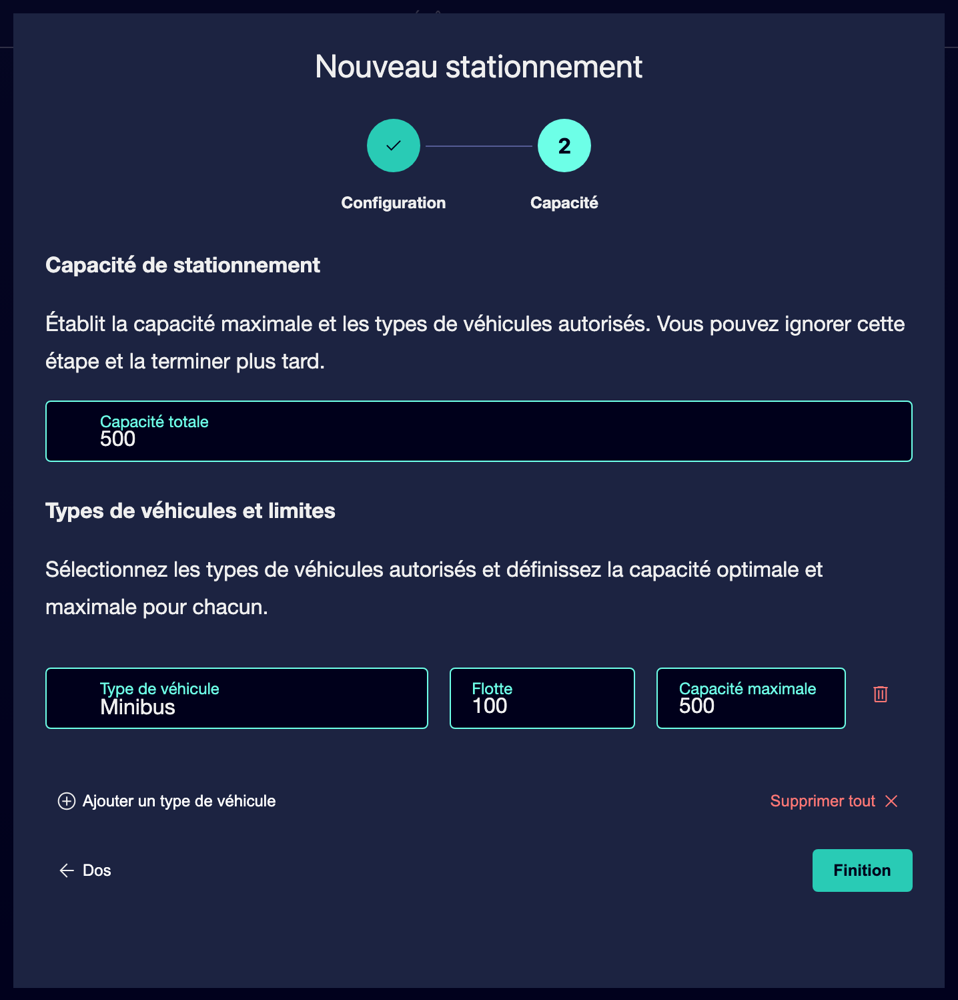 Nouveau stationnement
2
Configuration
Capacité
Capacité de stationnement
Établit la capacité maximale et les types de véhicules autorisés. Vous pouvez ignorer cette
étape et la terminer plus tard.
Capacité totale
500
Types de véhicules et limites
Sélectionnez les types de véhicules autorisés et définissez la capacité optimale et
maximale pour chacun.
Type de véhicule
Minibus
Flotte
100
Capacité maximale
500
Ajouter un type de véhicule
Supprimer tout
Dos
Finition